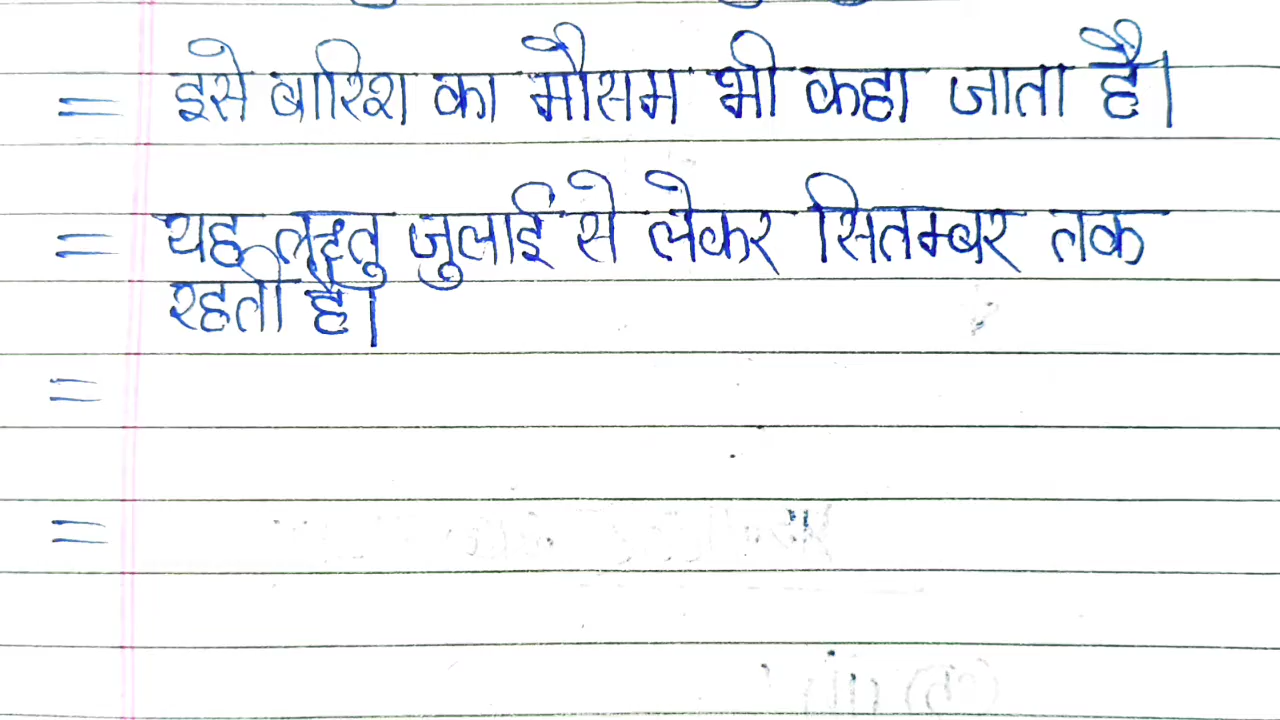 = इसे बारिश का मौसम भी कहा जाता है।
= यह ऋतु जुलाई से लेकर सितम्बर तक
रहती है।
=
=